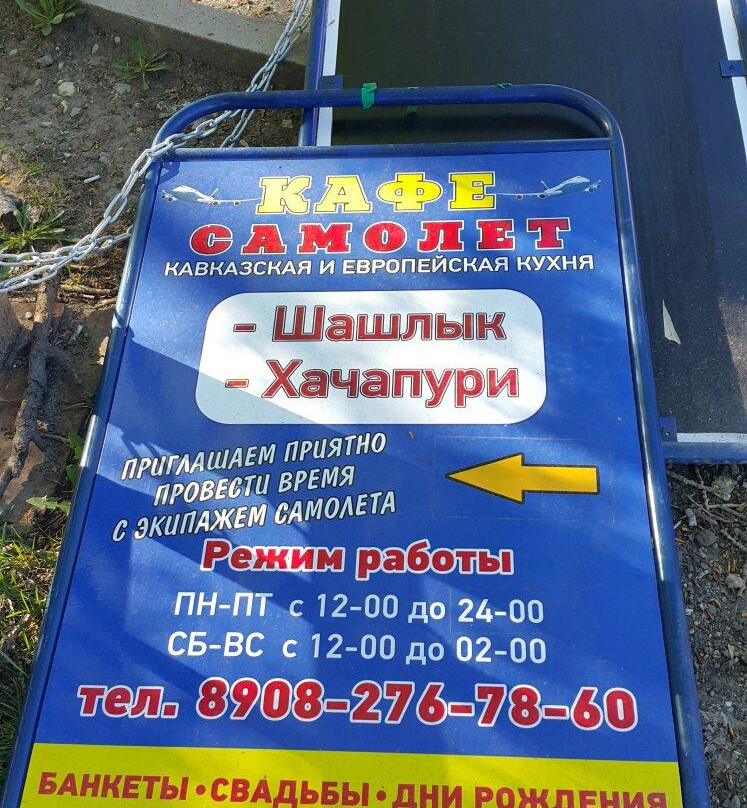 КАФЕ
САМОЛЕТ
КАВКАЗСКАЯ И ЕВРОПЕЙСКАЯ КУХНЯ
- Шашлык
- Хачапури
ПРИГЛАШАЕМ ПРИЯТНО
ПРОВЕСТИ ВРЕМЯ
С ЭКИПАЖЕМ САМОЛЕТА
Режим работы
ПН-ПТ с 12-00 до 24-00
СБ-ВС с 12-00 до 02-00
тел. 8908-276-78-60
БАНКЕТЫ • СВАДЬБЫ • ДНИ РОЖДЕНИЯ